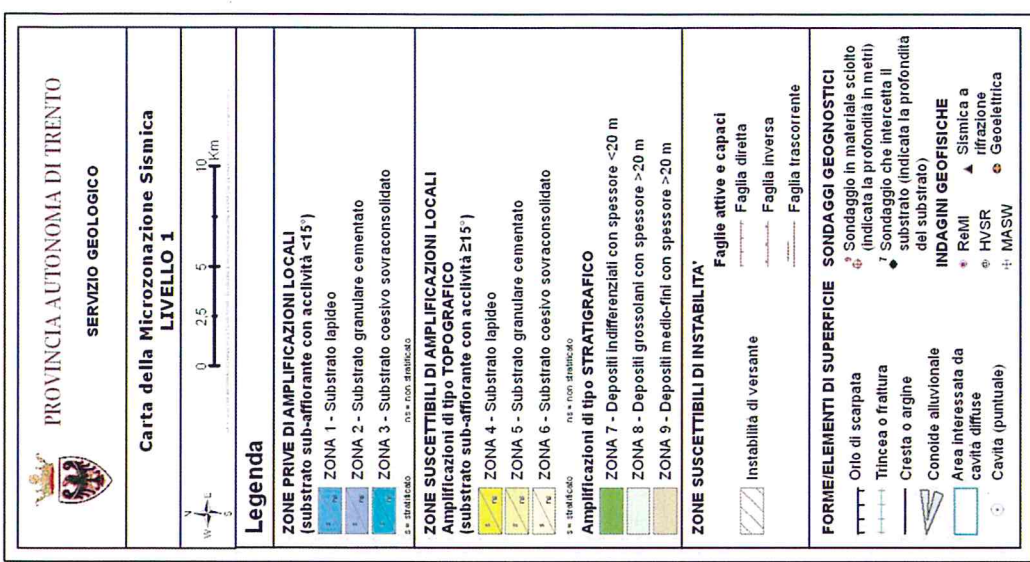 PROVINCIA AUTONOMA DI TRENTO
SERVIZIO GEOLOGICO
Carta della Microzonazione Sismica
LIVELLO 1
N
W E
S
0 2,5 5 10
Km
Legenda
ZONE PRIVE DI AMPLIFICAZIONI LOCALI
(substrato sub-affiorante con acclività <15°)
s ns ZONA 1 - Substrato lapideo
s ns ZONA 2 - Substrato granulare cementato
s ns ZONA 3 - Substrato coesivo sovraconsolidato
s = stratificato ns = non stratificato
ZONE SUSCETTIBILI DI AMPLIFICAZIONI LOCALI
Amplificazioni di tipo TOPOGRAFICO
(substrato sub-affiorante con acclività ≥15°)
s ns ZONA 4 - Substrato lapideo
s ns ZONA 5 - Substrato granulare cementato
s ns ZONA 6 - Substrato coesivo sovraconsolidato
s = stratificato ns = non stratificato
Amplificazioni di tipo STRATIGRAFICO
ZONA 7 - Depositi indifferenziati con spessore <20 m
ZONA 8 - Depositi grossolani con spessore >20 m
ZONA 9 - Depositi medio-fini con spessore >20 m
ZONE SUSCETTIBILI DI INSTABILITA'
Instabilità di versante
Faglie attive e capaci
Faglia diretta
Faglia inversa
Faglia trascorrente
FORME/ELEMENTI DI SUPERFICIE
Orlo di scarpata
Trincea o frattura
Cresta o argine
Conoide alluvionale
Area interessata da
cavità diffuse
Cavità (puntuale)
SONDAGGI GEOGNOSTICI
9 Sondaggio in materiale sciolto
(indicata la profondità in metri)
7 Sondaggio che intercetta il
substrato (indicata la profondità
del substrato)
INDAGINI GEOFISICHE
ReMI
HVSR
MASW
Sismica a
rifrazione
Geoelettrica